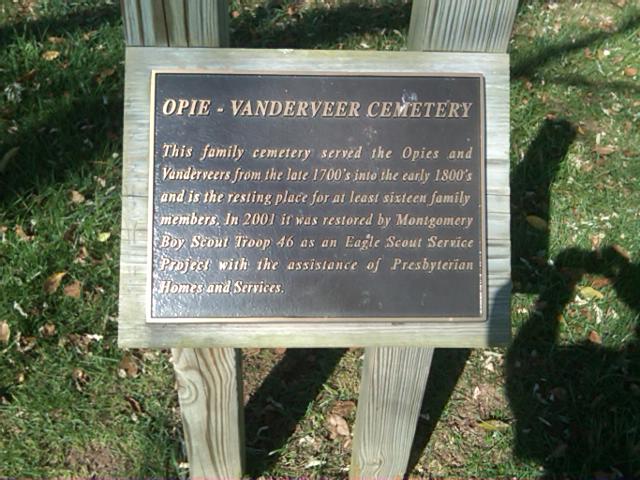 OPIE - VANDERVEER CEMETERY
This family cemetery served the Opies and
Vanderveers from the late 1700's into the early 1800's
and is the resting place for at least sixteen family
members. In 2001 it was restored by Montgomery
Boy Scout Troop 46 as an Eagle Scout Service
Project with the assistance of Presbyterian
Homes and Services.